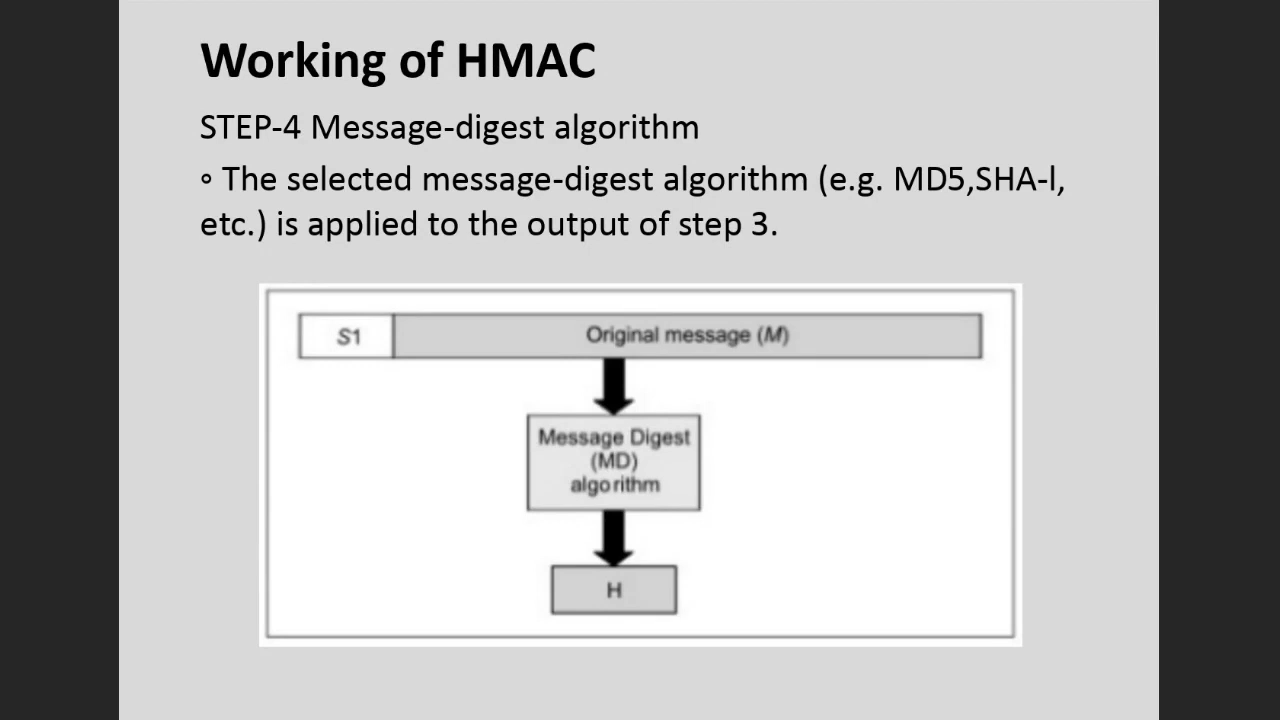 Working of HMAC
STEP-4 Message-digest algorithm
◦ The selected message-digest algorithm (e.g. MD5,SHA-l,
etc.) is applied to the output of step 3.
S1
Original message (M)
Message Digest
(MD)
algorithm
H